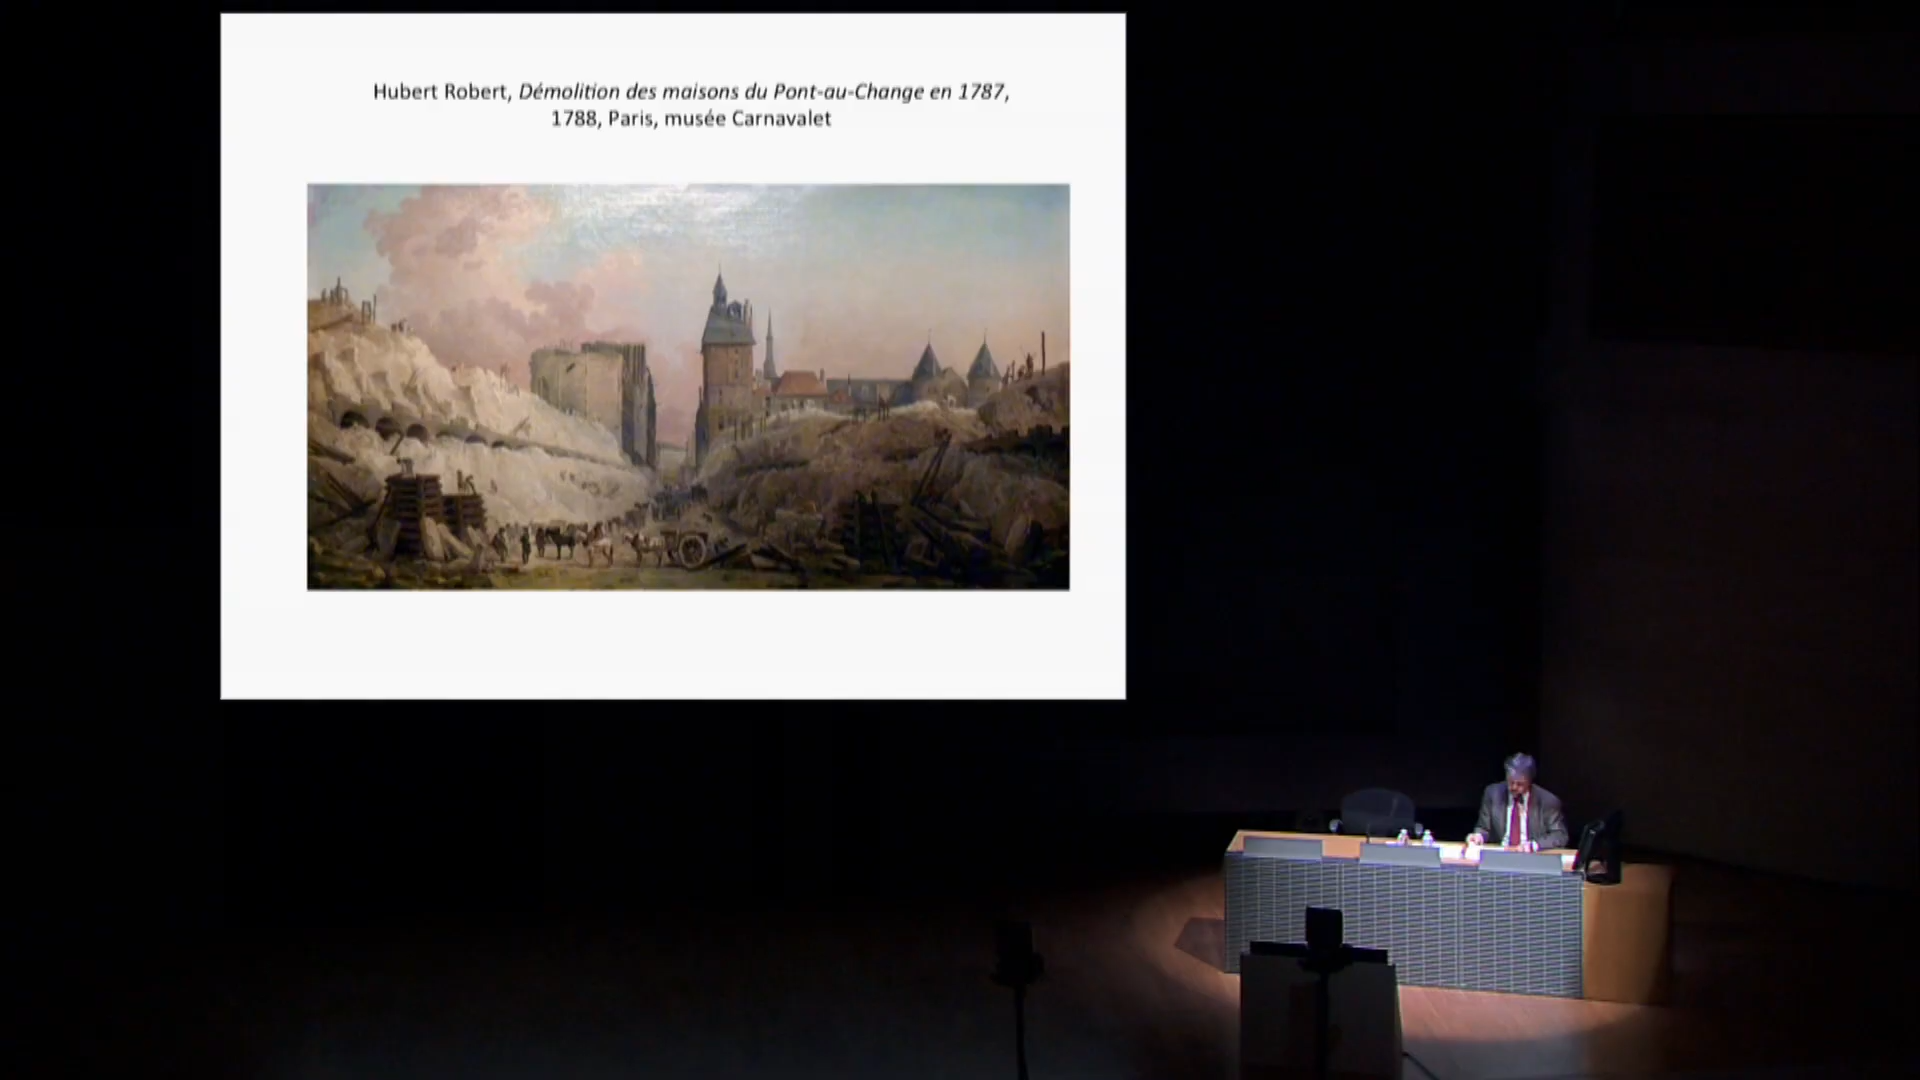 Hubert Robert, Démolition des maisons du Pont-au-Change en 1787,
1788, Paris, musée Carnavalet